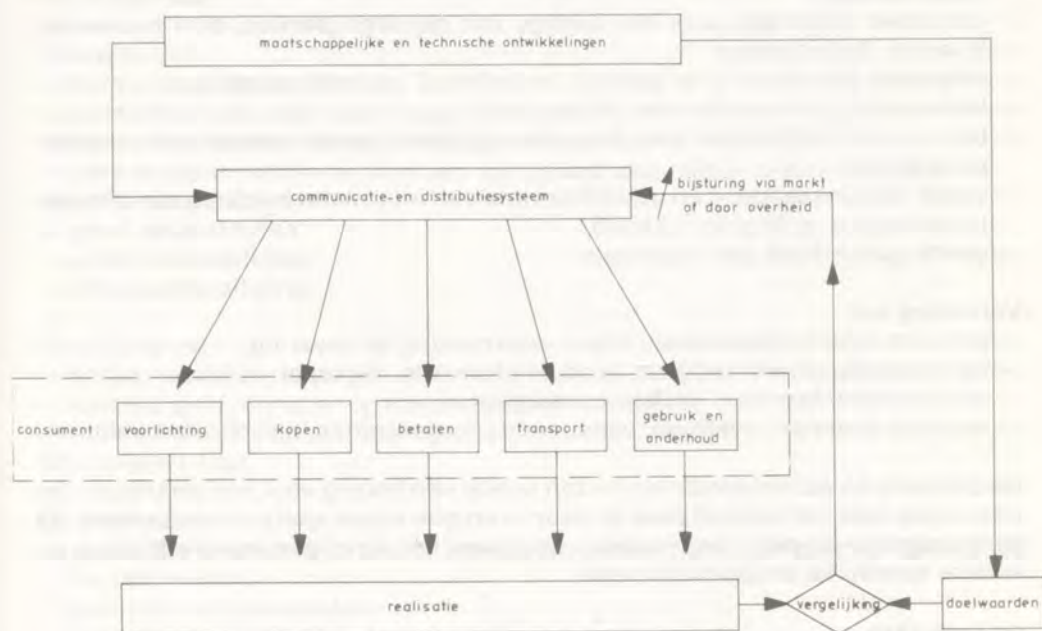 maatschappelijke en technische ontwikkelingen
communicatie-en distributiesysteem
bijsturing via markt
of door overheid
consument
voorlichting
kopen
betalen
transport
gebruik en
onderhoud
realisatie
vergelijking
doelwaarden